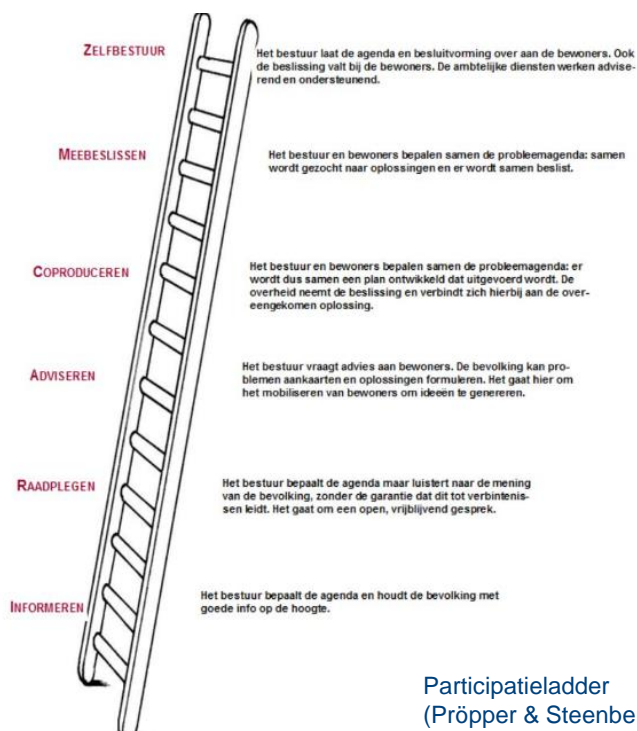 ZELFBESTUUR
Het bestuur laat de agenda en besluitvorming over aan de bewoners. Ook
de beslissing valt bij de bewoners. De ambtelijke diensten werken advise-
rend en ondersteunend.
MEEBESLISSEN
Het bestuur en bewoners bepalen samen de probleemagenda: samen
wordt gezocht naar oplossingen en er wordt samen beslist.
COPRODUCEREN
Het bestuur en bewoners bepalen samen de probleemagenda: er
wordt dus samen een plan ontwikkeld dat uitgevoerd wordt. De
overheid neemt de beslissing en verbindt zich hierbij aan de over-
eengekomen oplossing.
ADVISEREN
Het bestuur vraagt advies aan bewoners. De bevolking kan pro-
blemen aankaarten en oplossingen formuleren. Het gaat hier om
het mobiliseren van bewoners om ideeën te genereren.
RAADPLEGEN
Het bestuur bepaalt de agenda maar luistert naar de mening
van de bevolking, zonder de garantie dat dit tot verbintenis-
sen leidt. Het gaat om een open, vrijblijvend gesprek.
INFORMEREN
Het bestuur bepaalt de agenda en houdt de bevolking met
goede info op de hoogte.
Participatieladder
(Pröpper & Steenbe